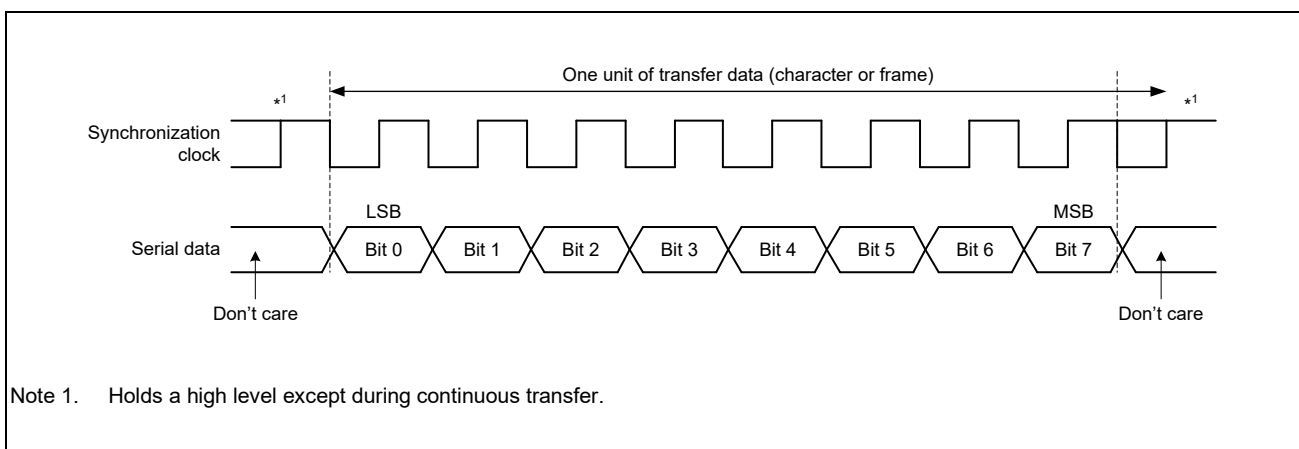 One unit of transfer data (character or frame)
*1
*1
Synchronization
clock
LSB
MSB
Serial data
Bit 0
Bit 1
Bit 2
Bit 3
Bit 4
Bit 5
Bit 6
Bit 7
Don’t care
Don’t care
Note 1. Holds a high level except during continuous transfer.